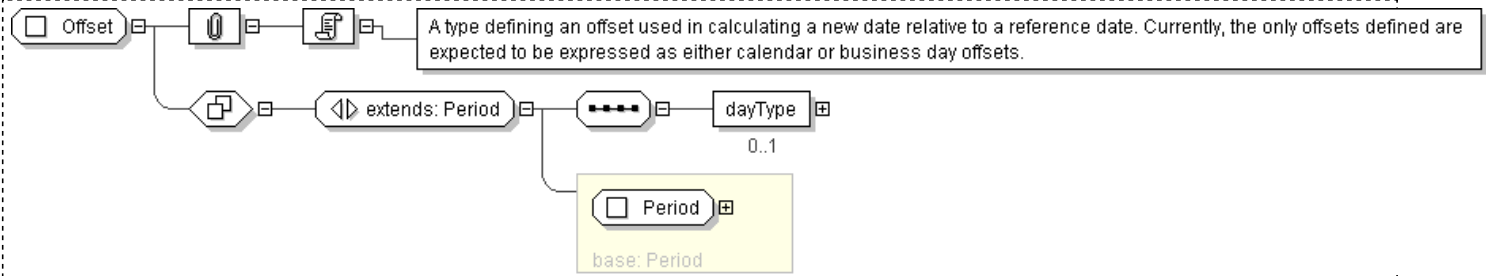 Offset
A type defining an offset used in calculating a new date relative to a reference date. Currently, the only offsets defined are
expected to be expressed as either calendar or business day offsets.
extends: Period
dayType
0..1
Period
base: Period